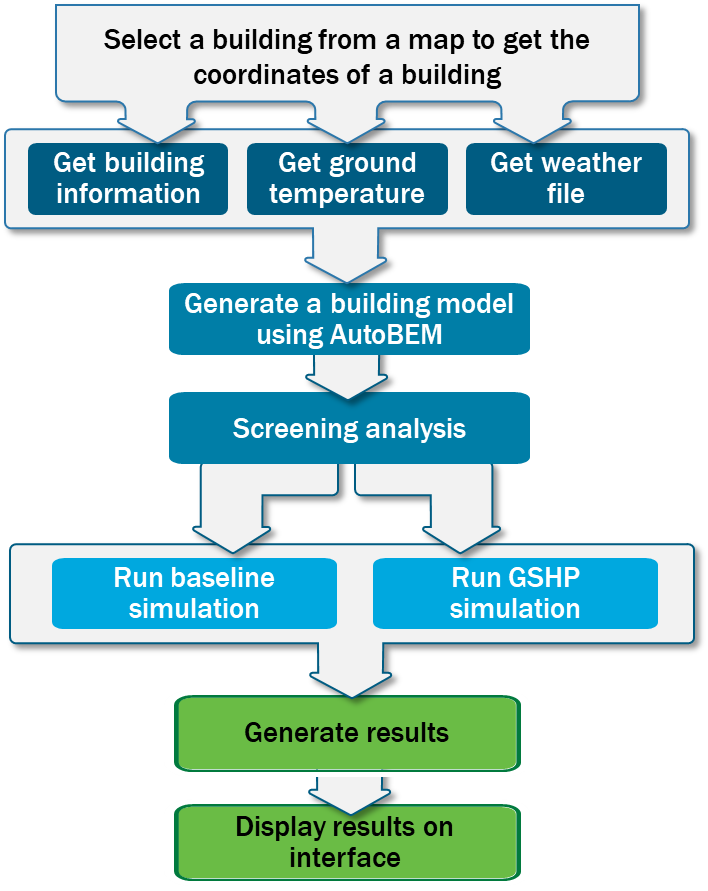 Select a building from a map to get the
coordinates of a building
Get building
information
Get ground
temperature
Get weather
file
Generate a building model
using AutoBEM
Screening analysis
Run baseline
simulation
Run GSHP
simulation
Generate results
Display results on
interface